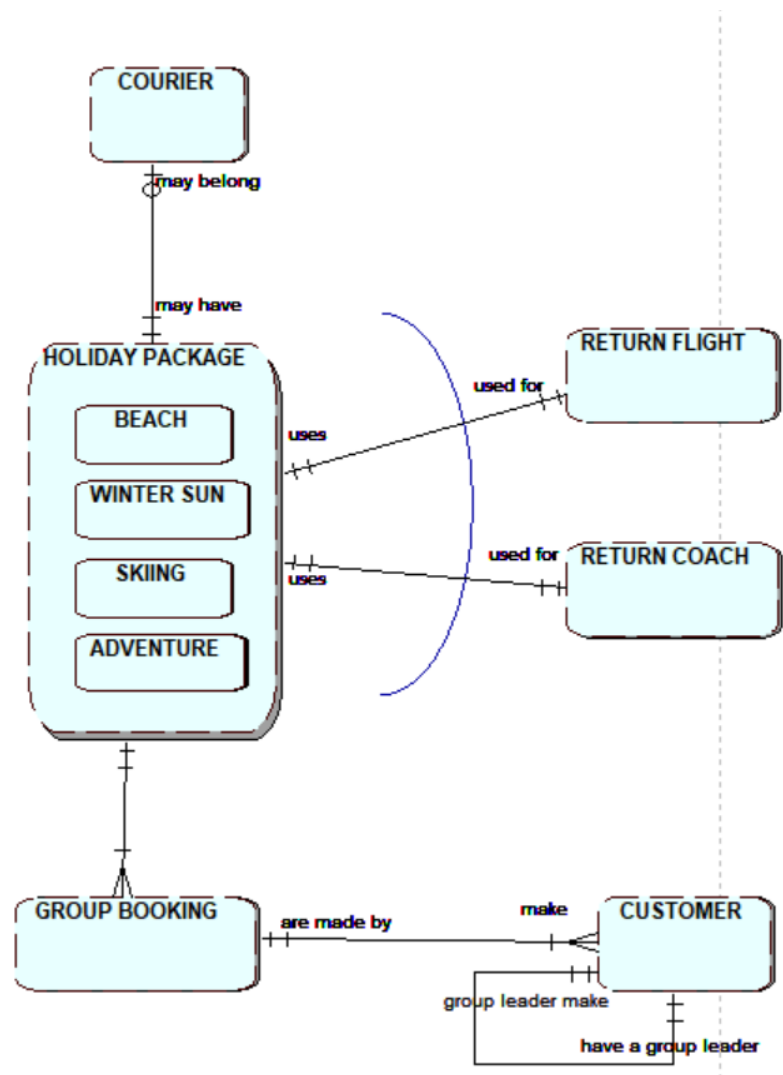 COURIER
may belong
may have
HOLIDAY PACKAGE
RETURN FLIGHT
used for
BEACH
uses
WINTER SUN
used for
RETURN COACH
SKIING
uses
ADVENTURE
GROUP BOOKING
are made by
make
CUSTOMER
group leader make
have a group leader